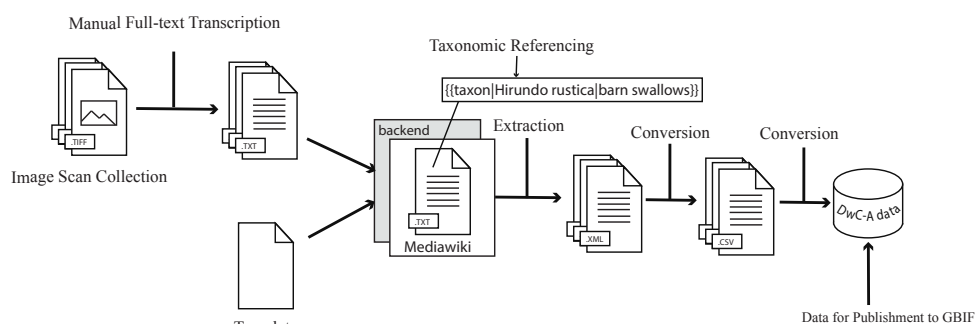 Manual Full-text Transcription
Taxonomic Referencing
{{taxon|Hirundo rustica|barn swallows}}
backend
Extraction
Conversion
Conversion
.TIFF
.TXT
Image Scan Collection
.TXT
Mediawiki
.XML
.CSV
DwC-A data
Data for Publishment to GBIF